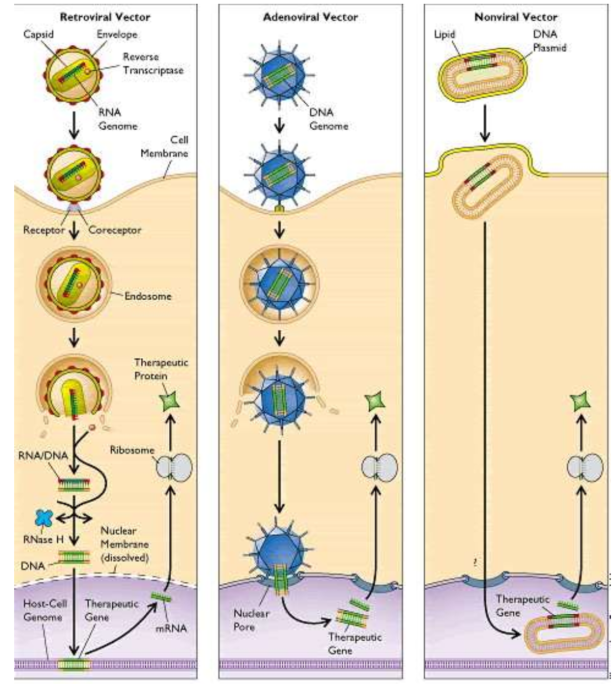 Retroviral Vector
Capsid
Envelope
Reverse
Transcriptase
RNA
Genome
Cell
Membrane
Receptor
Coreceptor
Endosome
Therapeutic
Protein
RNA/DNA
Ribosome
RNase H
Nuclear
Membrane
(dissolved)
DNA
Host-Cell
Genome
Therapeutic
Gene
mRNA
Adenoviral Vector
DNA
Genome
Nuclear
Pore
Therapeutic
Gene
Nonviral Vector
Lipid
DNA
Plasmid
?
Therapeutic
Gene